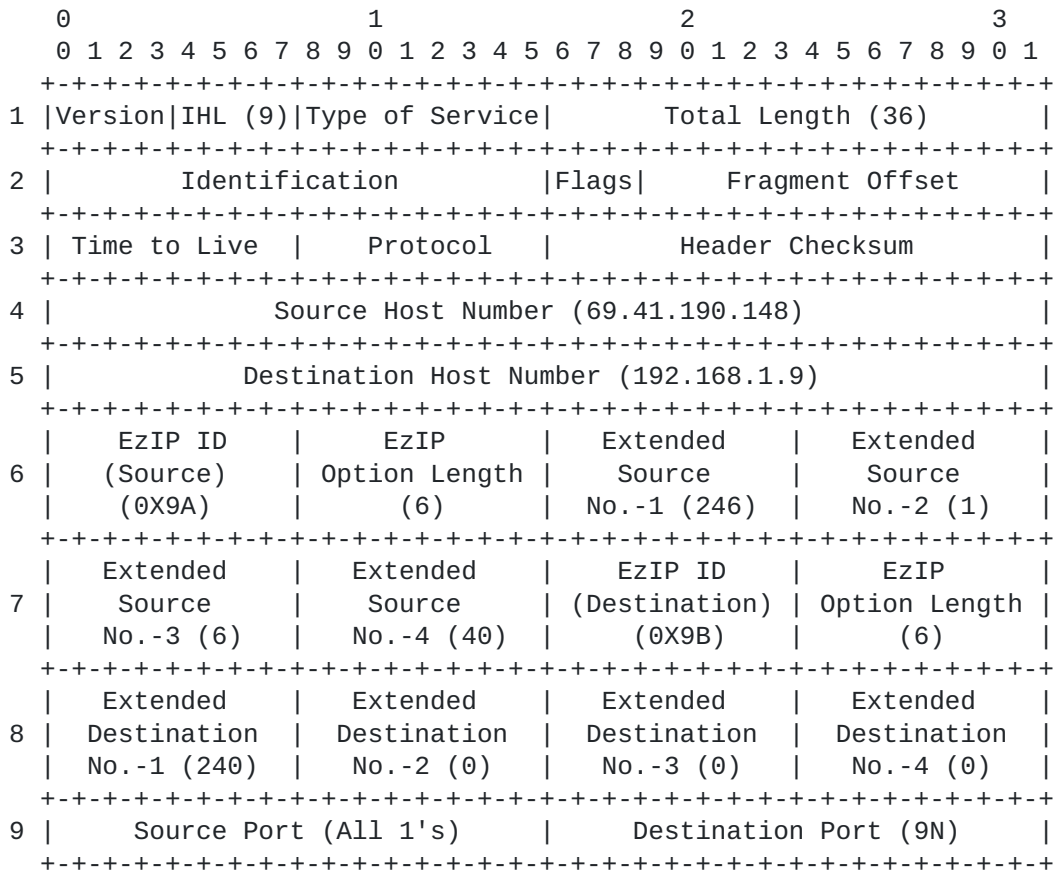 0                   1                   2                   3
    0 1 2 3 4 5 6 7 8 9 0 1 2 3 4 5 6 7 8 9 0 1 2 3 4 5 6 7 8 9 0 1
   +-+-+-+-+-+-+-+-+-+-+-+-+-+-+-+-+-+-+-+-+-+-+-+-+-+-+-+-+-+-+-+-+
 1 |Version|IHL (9)|Type of Service|       Total Length (36)       |
   +-+-+-+-+-+-+-+-+-+-+-+-+-+-+-+-+-+-+-+-+-+-+-+-+-+-+-+-+-+-+-+-+
 2 |        Identification         |Flags|     Fragment Offset     |
   +-+-+-+-+-+-+-+-+-+-+-+-+-+-+-+-+-+-+-+-+-+-+-+-+-+-+-+-+-+-+-+-+
 3 | Time to Live  |    Protocol   |        Header Checksum        |
   +-+-+-+-+-+-+-+-+-+-+-+-+-+-+-+-+-+-+-+-+-+-+-+-+-+-+-+-+-+-+-+-+
 4 |              Source Host Number (69.41.190.148)               |
   +-+-+-+-+-+-+-+-+-+-+-+-+-+-+-+-+-+-+-+-+-+-+-+-+-+-+-+-+-+-+-+-+
 5 |            Destination Host Number (192.168.1.9)              |
   +-+-+-+-+-+-+-+-+-+-+-+-+-+-+-+-+-+-+-+-+-+-+-+-+-+-+-+-+-+-+-+-+
   |    EzIP ID    |     EzIP      |   Extended    |   Extended    |
 6 |   (Source)    | Option Length |    Source     |    Source     |
   |    (0X9A)     |      (6)      |  No.-1 (246)  |   No.-2 (1)   |
   +-+-+-+-+-+-+-+-+-+-+-+-+-+-+-+-+-+-+-+-+-+-+-+-+-+-+-+-+-+-+-+-+
   |   Extended    |   Extended    |    EzIP ID    |     EzIP      |
 7 |    Source     |    Source     | (Destination) | Option Length |
   |   No.-3 (6)   |   No.-4 (40)  |     (0X9B)    |      (6)      |
   +-+-+-+-+-+-+-+-+-+-+-+-+-+-+-+-+-+-+-+-+-+-+-+-+-+-+-+-+-+-+-+-+
   |   Extended    |   Extended    |   Extended    |   Extended    |
 8 |  Destination  |  Destination  |  Destination  |  Destination  |
   |  No.-1 (240)  |   No.-2 (0)   |   No.-3 (0)   |   No.-4 (0)   |
   +-+-+-+-+-+-+-+-+-+-+-+-+-+-+-+-+-+-+-+-+-+-+-+-+-+-+-+-+-+-+-+-+
 9 |     Source Port (All 1's)     |     Destination Port (9N)     |
   +-+-+-+-+-+-+-+-+-+-+-+-+-+-+-+-+-+-+-+-+-+-+-+-+-+-+-+-+-+-+-+-+